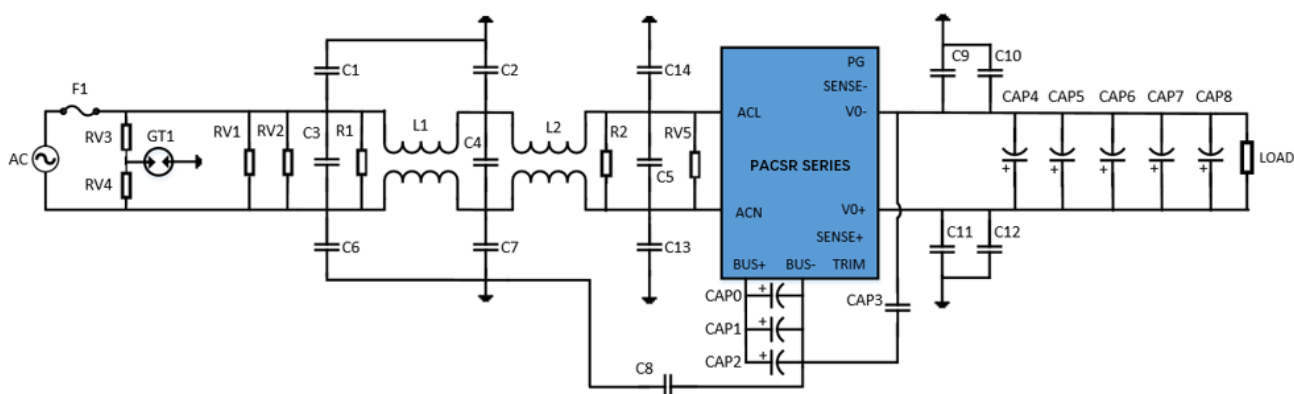 C1
C2
C14
PG
C9
C10
SENSE-
F1
CAP4 CAP5 CAP6 CAP7 CAP8
ACL
V0-
RV3
GT1
RV1
RV2
C3
R1
L1
C4
L2
R2
RV5
AC
PACSR SERIES
LOAD
RV4
C5
ACN
V0+
C6
C7
C13
SENSE+
C11
C12
BUS+
BUS-
TRIM
CAP0
CAP3
CAP1
CAP2
C8
+
+
+
+
+
+
+
+